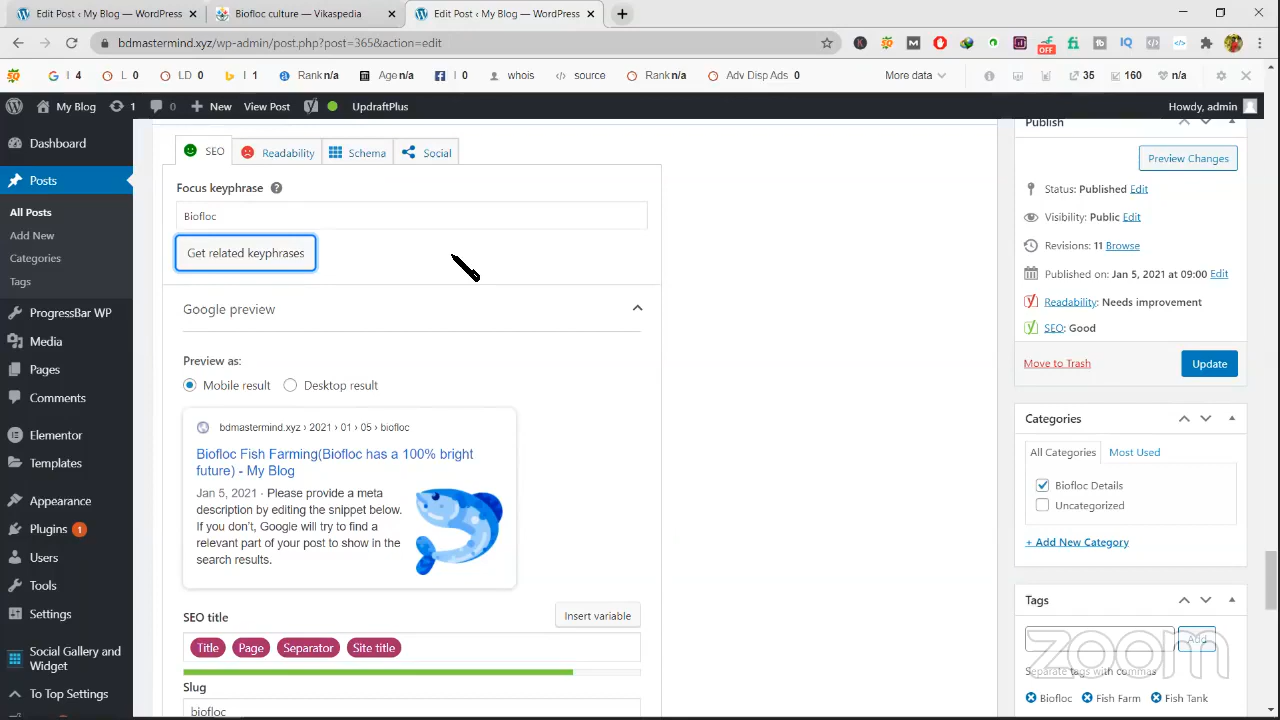 Edit Post ‹ My Blog — WordPress
Biofloc culture – Vikaspedia
Edit Post ‹ My Blog — WordPress
bdmastermind.xyz/wp-admin/post.php?post=365&action=edit
OFF
IQ
I 4
L 0
LD 0
I 1
Rank n/a
Age n/a
I 0
whois
source
Rank n/a
Adv Disp Ads 0
More data
35
160
n/a
My Blog
1
0
New
View Post
UpdraftPlus
Howdy, admin
Dashboard
Posts
All Posts
Add New
Categories
Tags
ProgressBar WP
Media
Pages
Comments
Elementor
Templates
Appearance
Plugins 1
Users
Tools
Settings
Social Gallery and
Widget
To Top Settings
SEO
Readability
Schema
Social
Focus keyphrase
Biofloc
Get related keyphrases
Google preview
Preview as:
Mobile result
Desktop result
bdmastermind.xyz › 2021 › 01 › 05 › biofloc
Biofloc Fish Farming(Biofloc has a 100% bright
future) - My Blog
Jan 5, 2021 · Please provide a meta
description by editing the snippet below.
If you don't, Google will try to find a
relevant part of your post to show in the
search results.
SEO title
Insert variable
Title
Page
Separator
Site title
Slug
biofloc
Publish
Preview Changes
Status: Published Edit
Visibility: Public Edit
Revisions: 11 Browse
Published on: Jan 5, 2021 at 09:00 Edit
Readability: Needs improvement
SEO: Good
Move to Trash
Update
Categories
All Categories
Most Used
Biofloc Details
Uncategorized
+ Add New Category
Tags
Add
zoom
Separate tags with commas
Biofloc
Fish Farm
Fish Tank